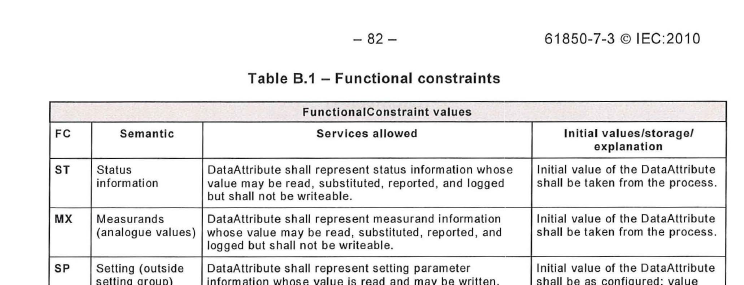 – 82 –
61850-7-3 © IEC:2010
Table B.1 – Functional constraints
FunctionalConstraint values
FC
Semantic
Services allowed
Initial values/storage/
explanation
ST
Status
information
DataAttribute shall represent status information whose
value may be read, substituted, reported, and logged
but shall not be writeable.
Initial value of the DataAttribute
shall be taken from the process.
MX
Measurands
(analogue values)
DataAttribute shall represent measurand information
whose value may be read, substituted, reported, and
logged but shall not be writeable.
Initial value of the DataAttribute
shall be taken from the process.
SP
Setting (outside
setting group)
DataAttribute shall represent setting parameter
information whose value is read and may be written.
Initial value of the DataAttribute
shall be as configured; value